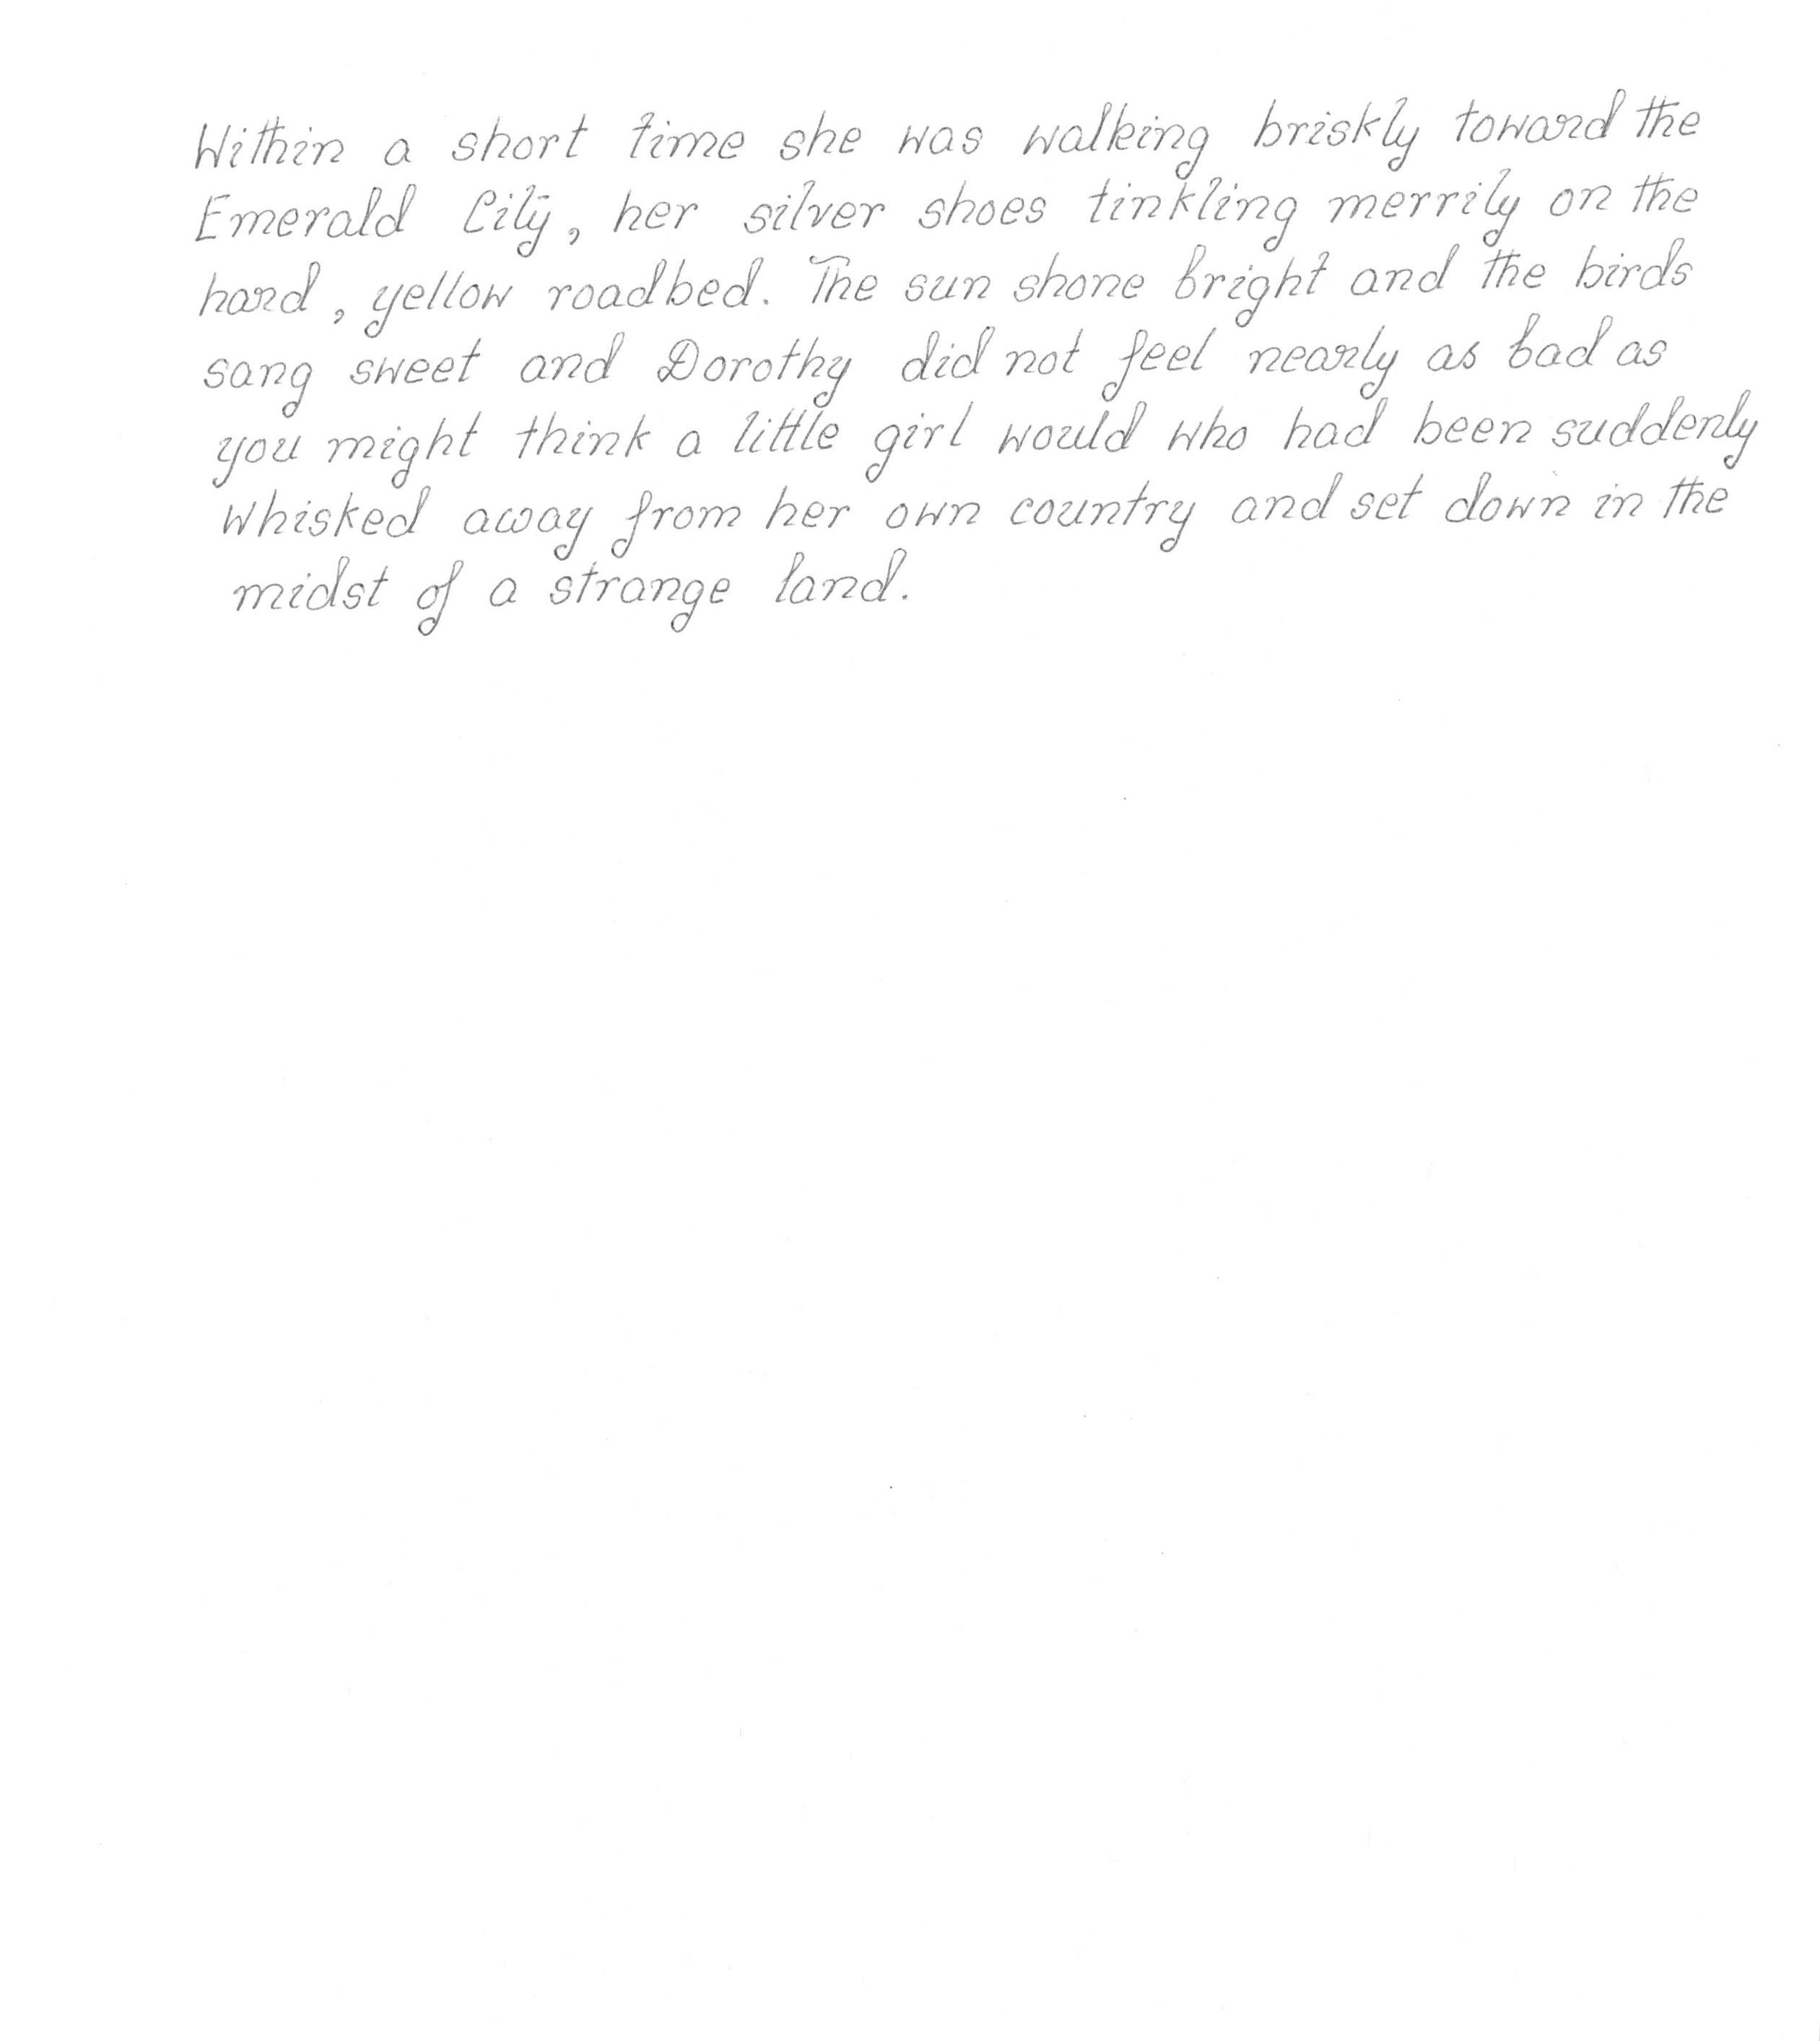 Within a short time she was walking briskly toward the
Emerald City, her silver shoes tinkling merrily on the
hard, yellow roadbed. The sun shone bright and the birds
sang sweet and Dorothy did not feel nearly as bad as
you might think a little girl would who had been suddenly
whisked away from her own country and set down in the
midst of a strange land.